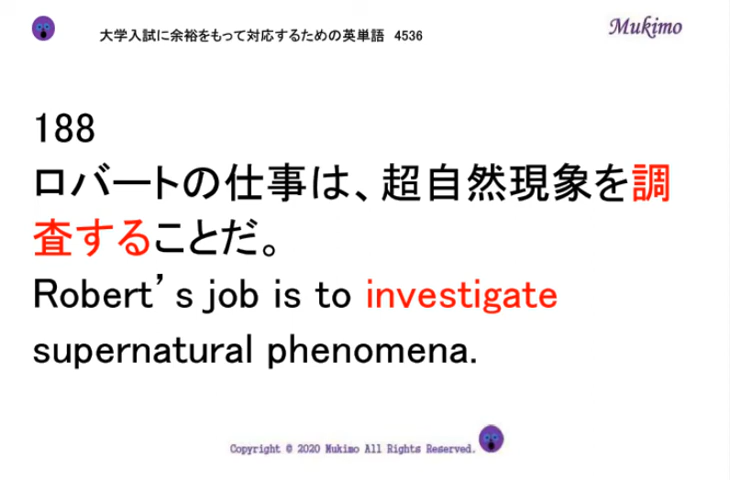 大学入試に余裕をもって対応するための英単語 4536
Mukimo
188
ロバートの仕事は、超自然現象を調
査することだ。
Robert’s job is to investigate
supernatural phenomena.
Copyright © 2020 Mukimo All Rights Reserved.